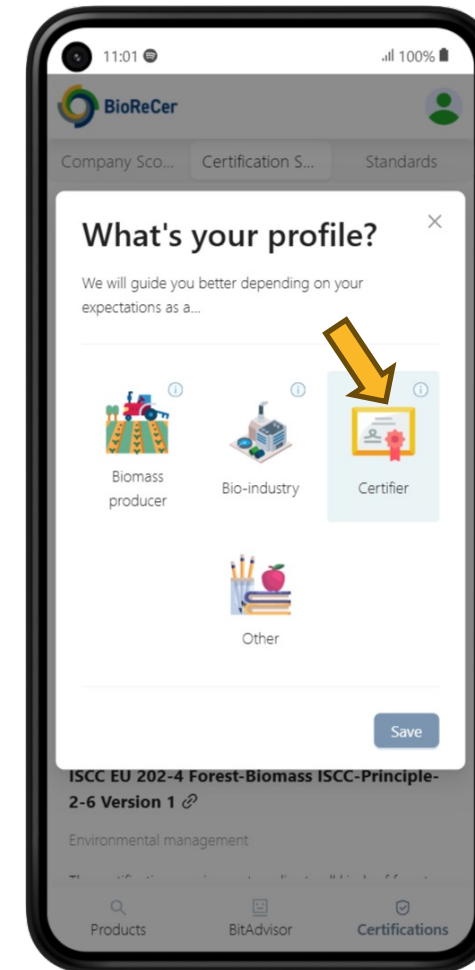 11:01
100%
BioReCer
Company Sco... Certification S... Standards
What's your profile?
We will guide you better depending on your
expectations as a...
Biomass
producer
Bio-industry
Certifier
Other
Save
ISCC EU 202-4 Forest-Biomass ISCC-Principle-
2-6 Version 1
Environmental management
Products BitAdvisor Certifications